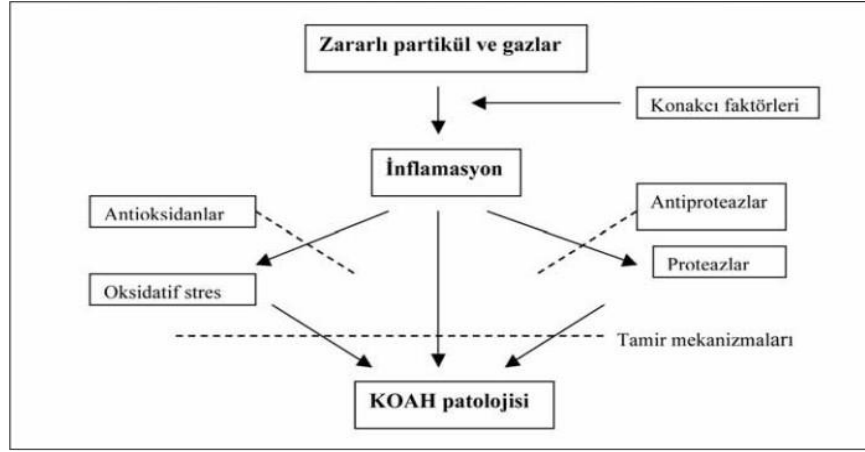 Zararlı partikül ve gazlar
Konakcı faktörleri
İnflamasyon
Antioksidanlar
Antiproteazlar
Proteazlar
Oksidatif stres
Tamir mekanizmaları
KOAH patolojisi